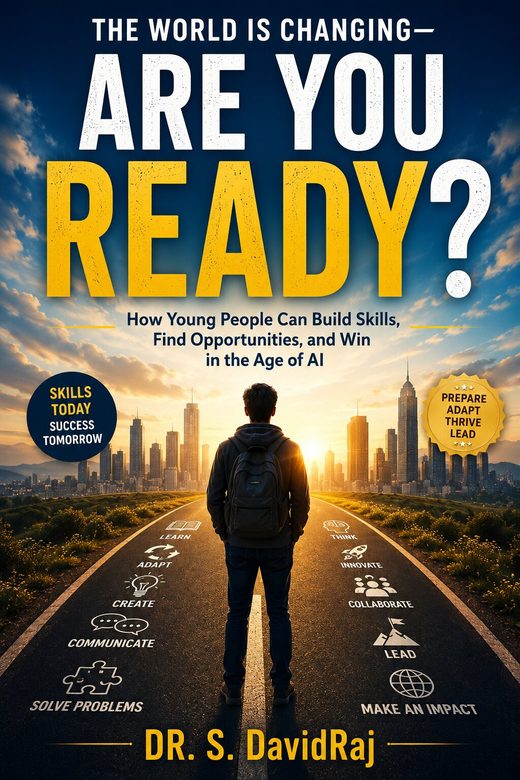 THE WORLD IS CHANGING—
ARE YOU
READY?
How Young People Can Build Skills,
Find Opportunities, and Win
in the Age of AI
SKILLS
TODAY
SUCCESS
TOMORROW
PREPARE
ADAPT
THRIVE
LEAD
LEARN
THINK
ADAPT
INNOVATE
CREATE
COLLABORATE
COMMUNICATE
LEAD
SOLVE PROBLEMS
MAKE AN IMPACT
DR. S. DavidRaj